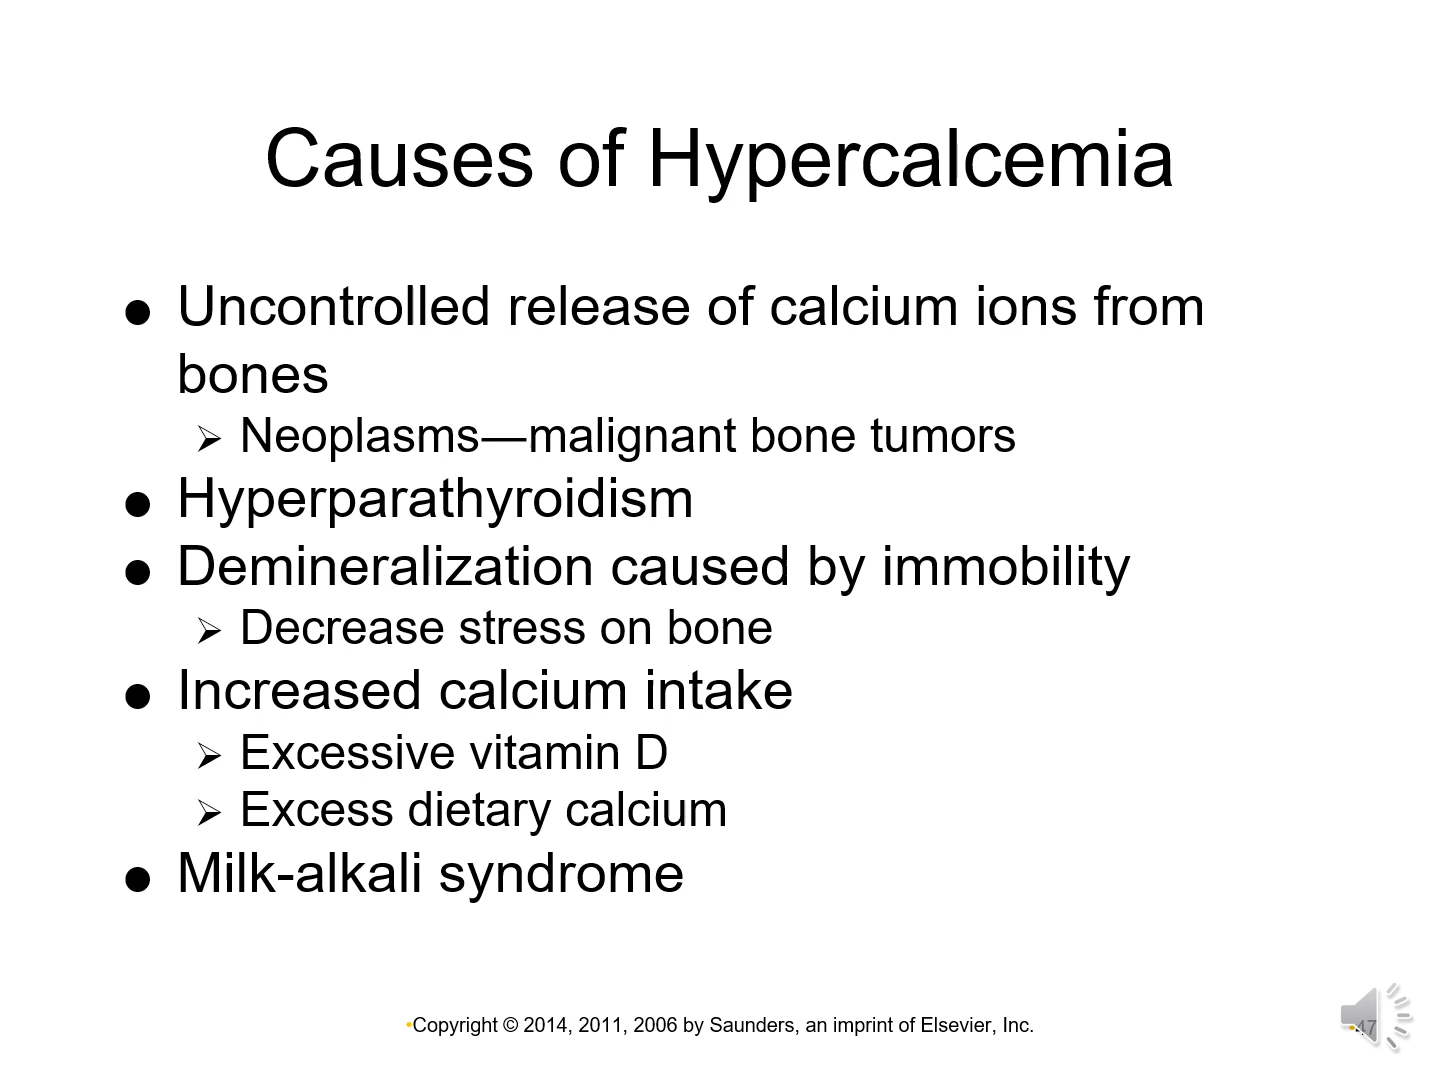 Causes of Hypercalcemia
● Uncontrolled release of calcium ions from
bones
➢ Neoplasms—malignant bone tumors
● Hyperparathyroidism
● Demineralization caused by immobility
➢ Decrease stress on bone
● Increased calcium intake
➢ Excessive vitamin D
➢ Excess dietary calcium
● Milk-alkali syndrome
•Copyright © 2014, 2011, 2006 by Saunders, an imprint of Elsevier, Inc.
•47